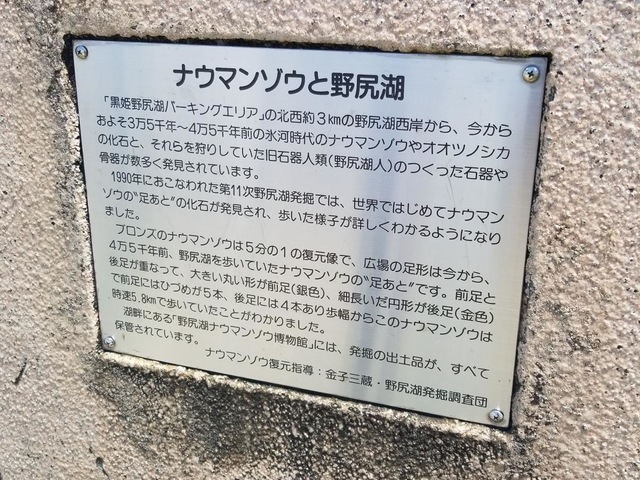 ナウマンゾウと野尻湖
「黒姫野尻湖パーキングエリア」の北西約3kmの野尻湖西岸から、今から
およそ3万5千年～4万5千年前の氷河時代のナウマンゾウやオオツノシカ
の化石と、それらを狩りしていた旧石器人類(野尻湖人)のつくった石器や
骨器が数多く発見されています。
1990年におこなわれた第11次野尻湖発掘では、世界ではじめてナウマン
ゾウの"足あと"の化石が発見され、歩いた様子が詳しくわかるようになり
ました。
ブロンズのナウマンゾウは5分の1の復元像で、広場の足形は今から、
4万5千年前、野尻湖を歩いていたナウマンゾウの"足あと"です。前足と
後足が重なって、大きい丸い形が前足(銀色)、細長いだ円形が後足(金色)
で前足にはひづめが5本、後足には4本あり歩幅からこのナウマンゾウは
時速5.8kmで歩いていたことがわかりました。
湖畔にある「野尻湖ナウマンゾウ博物館」には、発掘の出土品が、すべて
保管されています。
ナウマンゾウ復元指導：金子三蔵・野尻湖発掘調査団